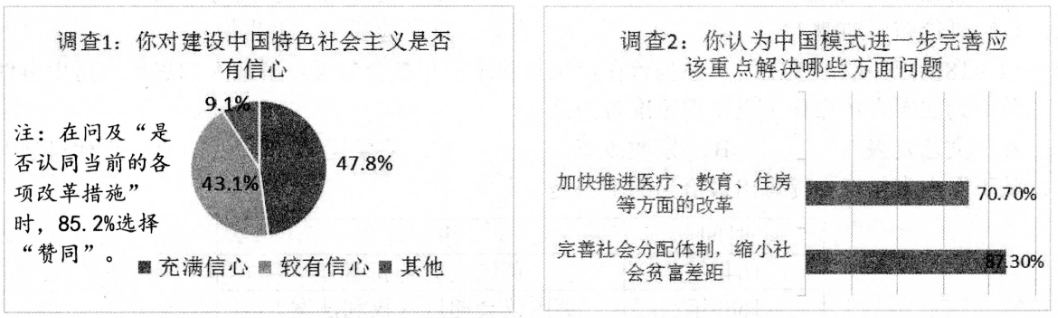 调查1：你对建设中国特色社会主义是否
有信心
9.1%
注：在问及“是
否认同当前的各
项改革措施”
时，85.2%选择
“赞同”。
47.8%
43.1%
■充满信心■较有信心■其他
调查2：你认为中国模式进一步完善应
该重点解决哪些方面问题
加快推进医疗、教育、住房
等方面的改革
70.70%
完善社会分配体制，缩小社
会贫富差距
87.30%